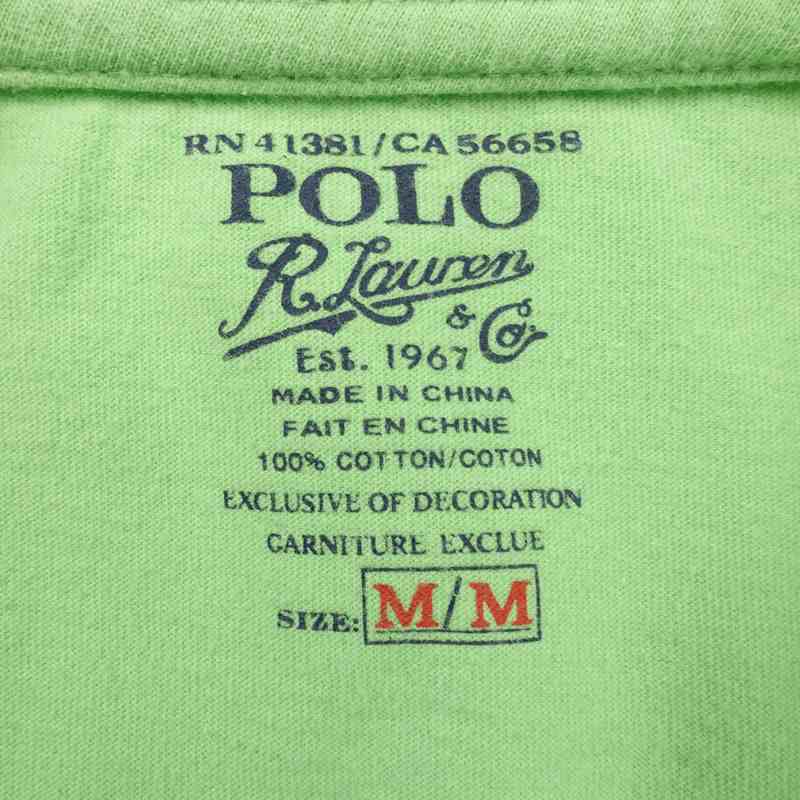 RN 41381/CA 56658
POLO
R. Lauren
& Co.
Est. 1967
MADE IN CHINA
FAIT EN CHINE
100% COTTON/COTON
EXCLUSIVE OF DECORATION
GARNITURE EXCLUE
SIZE: M/M